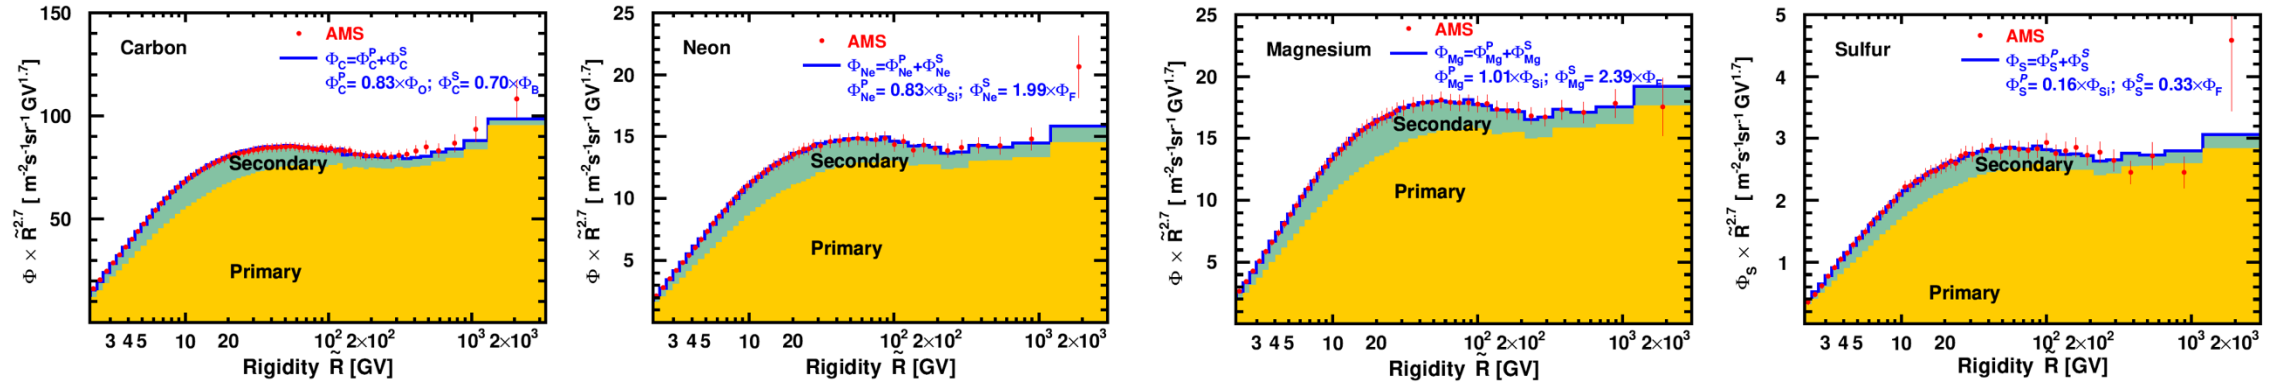 Carbon
AMS
Φ_C=Φ_C^P+Φ_C^S
Φ_C^P= 0.83×Φ_O; Φ_C^S= 0.70×Φ_B
Secondary
Primary
150
100
50
Φ × R̃^2.7 [ m^-2s^-1sr^-1GV^1.7]
3 4 5 10 20 10^2 2×10^2 10^3 2×10^3
Rigidity R̃ [GV]
Neon
AMS
Φ_Ne=Φ_Ne^P+Φ_Ne^S
Φ_Ne^P= 0.83×Φ_Si; Φ_Ne^S= 1.99×Φ_F
Secondary
Primary
25
20
15
10
5
Φ × R̃^2.7 [ m^-2s^-1sr^-1GV^1.7]
3 4 5 10 20 10^2 2×10^2 10^3 2×10^3
Rigidity R̃ [GV]
Magnesium
AMS
Φ_Mg=Φ_Mg^P+Φ_Mg^S
Φ_Mg^P= 1.01×Φ_Si; Φ_Mg^S= 2.39×Φ_F
Secondary
Primary
25
20
15
10
5
Φ × R̃^2.7 [ m^-2s^-1sr^-1GV^1.7]
3 4 5 10 20 10^2 2×10^2 10^3 2×10^3
Rigidity R̃ [GV]
Sulfur
AMS
Φ_S=Φ_S^P+Φ_S^S
Φ_S^P= 0.16×Φ_Si; Φ_S^S= 0.33×Φ_F
Secondary
Primary
5
4
3
2
1
Φ_S × R̃^2.7 [ m^-2s^-1sr^-1GV^1.7]
3 4 5 10 20 10^2 2×10^2 10^3 2×10^3
Rigidity R̃ [GV]